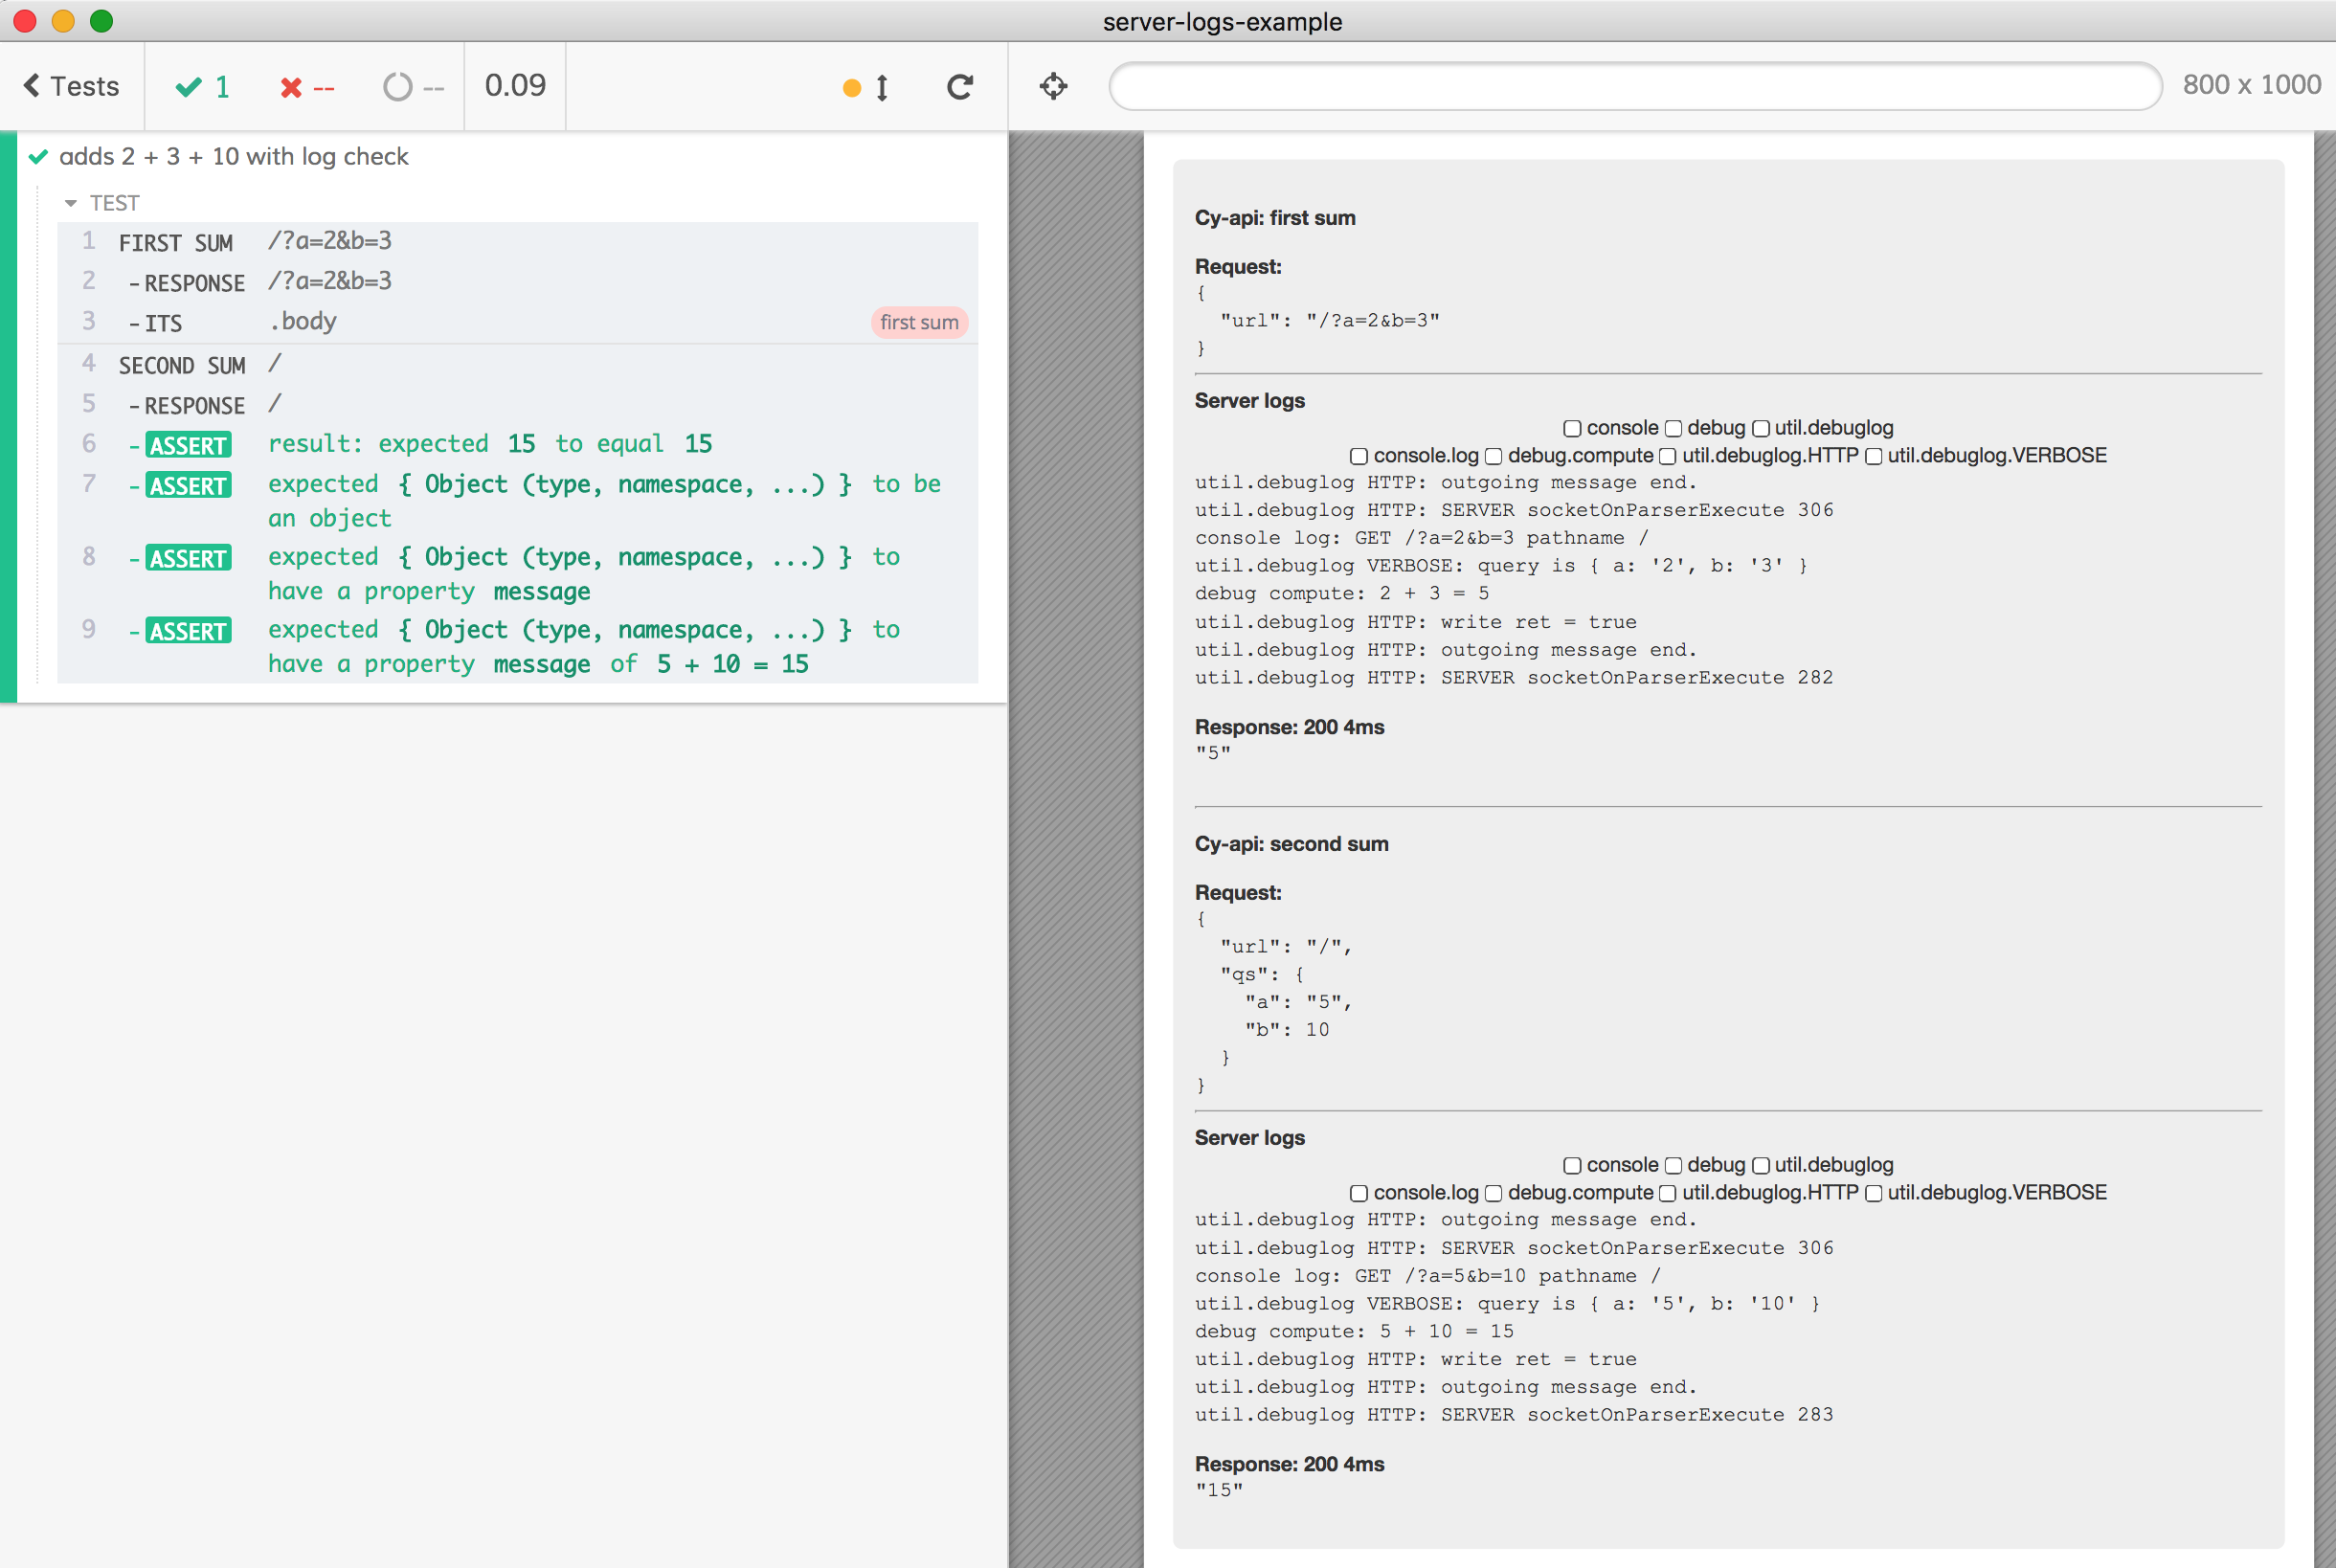 server-logs-example
Tests 1 -- -- 0.09 800 x 1000
adds 2 + 3 + 10 with log check
TEST
1 FIRST SUM /?a=2&b=3
2 -RESPONSE /?a=2&b=3
3 -ITS .body first sum
4 SECOND SUM /
5 -RESPONSE /
6 -ASSERT result: expected 15 to equal 15
7 -ASSERT expected { Object (type, namespace, ...) } to be
an object
8 -ASSERT expected { Object (type, namespace, ...) } to
have a property message
9 -ASSERT expected { Object (type, namespace, ...) } to
have a property message of 5 + 10 = 15
Cy-api: first sum
Request:
{
  "url": "/?a=2&b=3"
}
Server logs
console debug util.debuglog
console.log debug.compute util.debuglog.HTTP util.debuglog.VERBOSE
util.debuglog HTTP: outgoing message end.
util.debuglog HTTP: SERVER socketOnParserExecute 306
console log: GET /?a=2&b=3 pathname /
util.debuglog VERBOSE: query is { a: '2', b: '3' }
debug compute: 2 + 3 = 5
util.debuglog HTTP: write ret = true
util.debuglog HTTP: outgoing message end.
util.debuglog HTTP: SERVER socketOnParserExecute 282
Response: 200 4ms
"5"
Cy-api: second sum
Request:
{
  "url": "/",
  "qs": {
    "a": "5",
    "b": 10
  }
}
Server logs
console debug util.debuglog
console.log debug.compute util.debuglog.HTTP util.debuglog.VERBOSE
util.debuglog HTTP: outgoing message end.
util.debuglog HTTP: SERVER socketOnParserExecute 306
console log: GET /?a=5&b=10 pathname /
util.debuglog VERBOSE: query is { a: '5', b: '10' }
debug compute: 5 + 10 = 15
util.debuglog HTTP: write ret = true
util.debuglog HTTP: outgoing message end.
util.debuglog HTTP: SERVER socketOnParserExecute 283
Response: 200 4ms
"15"